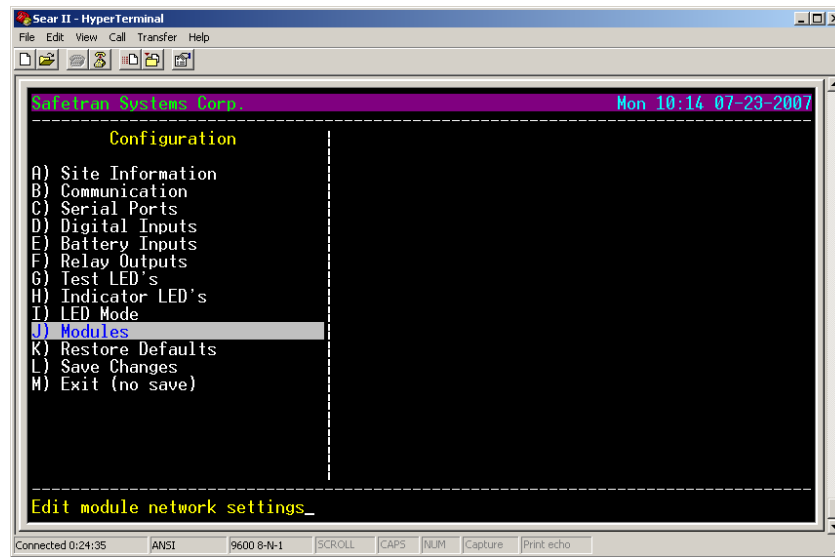 Sear II - HyperTerminal
File Edit View Call Transfer Help
Safetran Systems Corp. Mon 10:14 07-23-2007
Configuration
A) Site Information
B) Communication
C) Serial Ports
D) Digital Inputs
E) Battery Inputs
F) Relay Outputs
G) Test LED's
H) Indicator LED's
I) LED Mode
J) Modules
K) Restore Defaults
L) Save Changes
M) Exit (no save)
Edit module network settings_
Connected 0:24:35 ANSI 9600 8-N-1 SCROLL CAPS NUM Capture Print echo